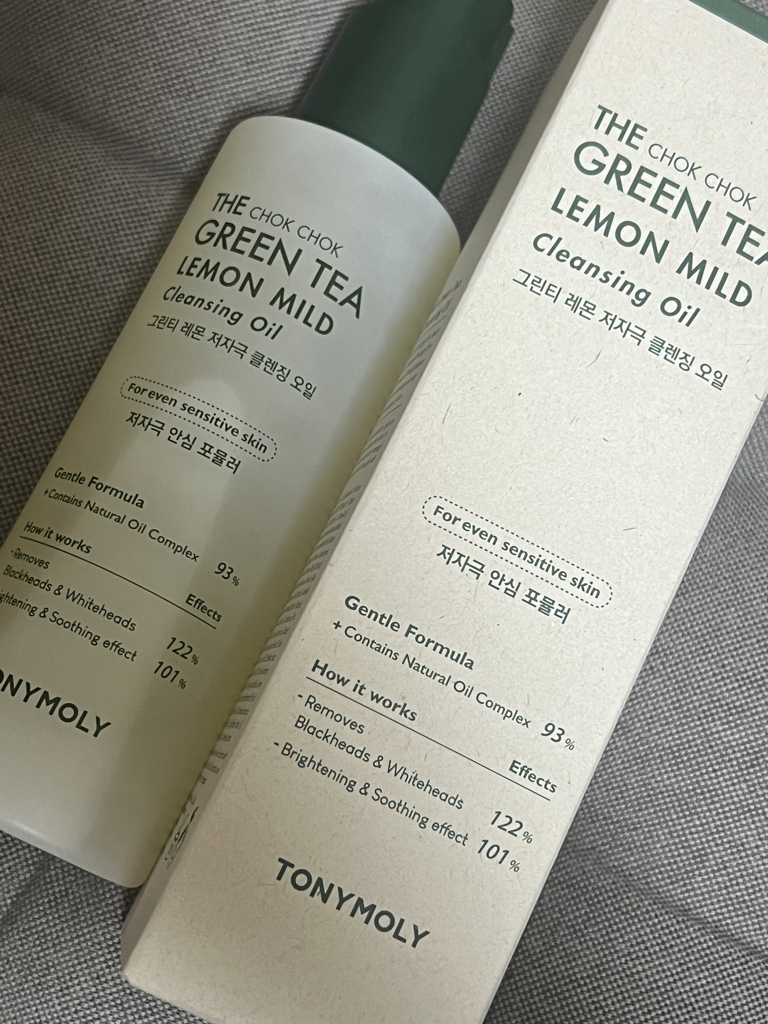 THE CHOK CHOK
GREEN TEA
LEMON MILD
Cleansing Oil
그린티 레몬 저자극 클렌징 오일
For even sensitive skin
저자극 안심 포뮬러
Gentle Formula
+Contains Natural Oil Complex 93%
How it works Effects
-Removes
Blackheads & Whiteheads 122%
& Soothing effect 101%
THE CHOK CHOK
GREEN TEA
LEMON MILD
Cleansing Oil
그린티 레몬 저자극 클렌징 오일
For even sensitive skin
저자극 안심 포뮬러
Gentle Formula
+ Contains Natural Oil Complex 93%
How it works Effects
- Removes
Blackheads & Whiteheads 122%
- Brightening & Soothing effect 101%
TONYMOLY